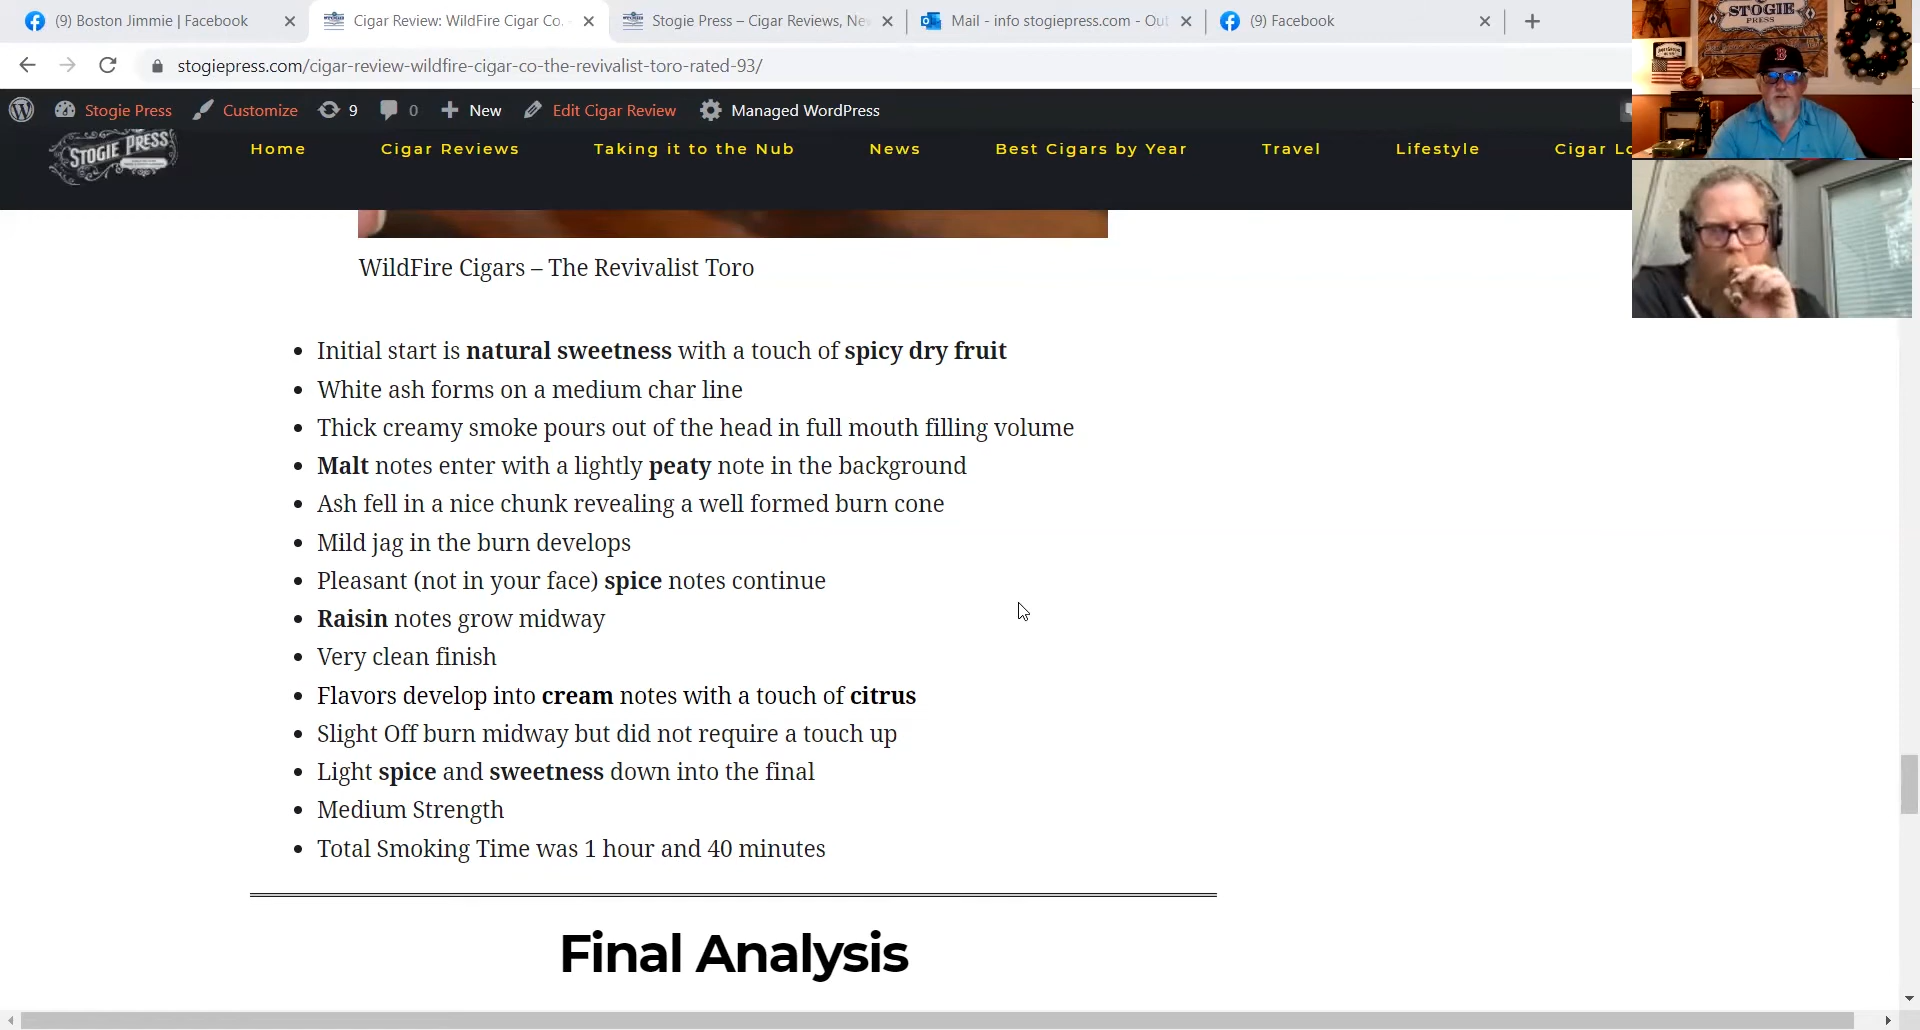 (9) Boston Jimmie | Facebook
Cigar Review: WildFire Cigar Co.
Stogie Press – Cigar Reviews, Ne
Mail - info stogiepress.com - Ou
(9) Facebook
stogiepress.com/cigar-review-wildfire-cigar-co-the-revivalist-toro-rated-93/
Stogie Press
Customize
9
0
New
Edit Cigar Review
Managed WordPress
STOGIE PRESS
Home
Cigar Reviews
Taking it to the Nub
News
Best Cigars by Year
Travel
Lifestyle
Cigar Lo
STOGIE
PRESS
B
WildFire Cigars – The Revivalist Toro
• Initial start is natural sweetness with a touch of spicy dry fruit
• White ash forms on a medium char line
• Thick creamy smoke pours out of the head in full mouth filling volume
• Malt notes enter with a lightly peaty note in the background
• Ash fell in a nice chunk revealing a well formed burn cone
• Mild jag in the burn develops
• Pleasant (not in your face) spice notes continue
• Raisin notes grow midway
• Very clean finish
• Flavors develop into cream notes with a touch of citrus
• Slight Off burn midway but did not require a touch up
• Light spice and sweetness down into the final
• Medium Strength
• Total Smoking Time was 1 hour and 40 minutes
Final Analysis